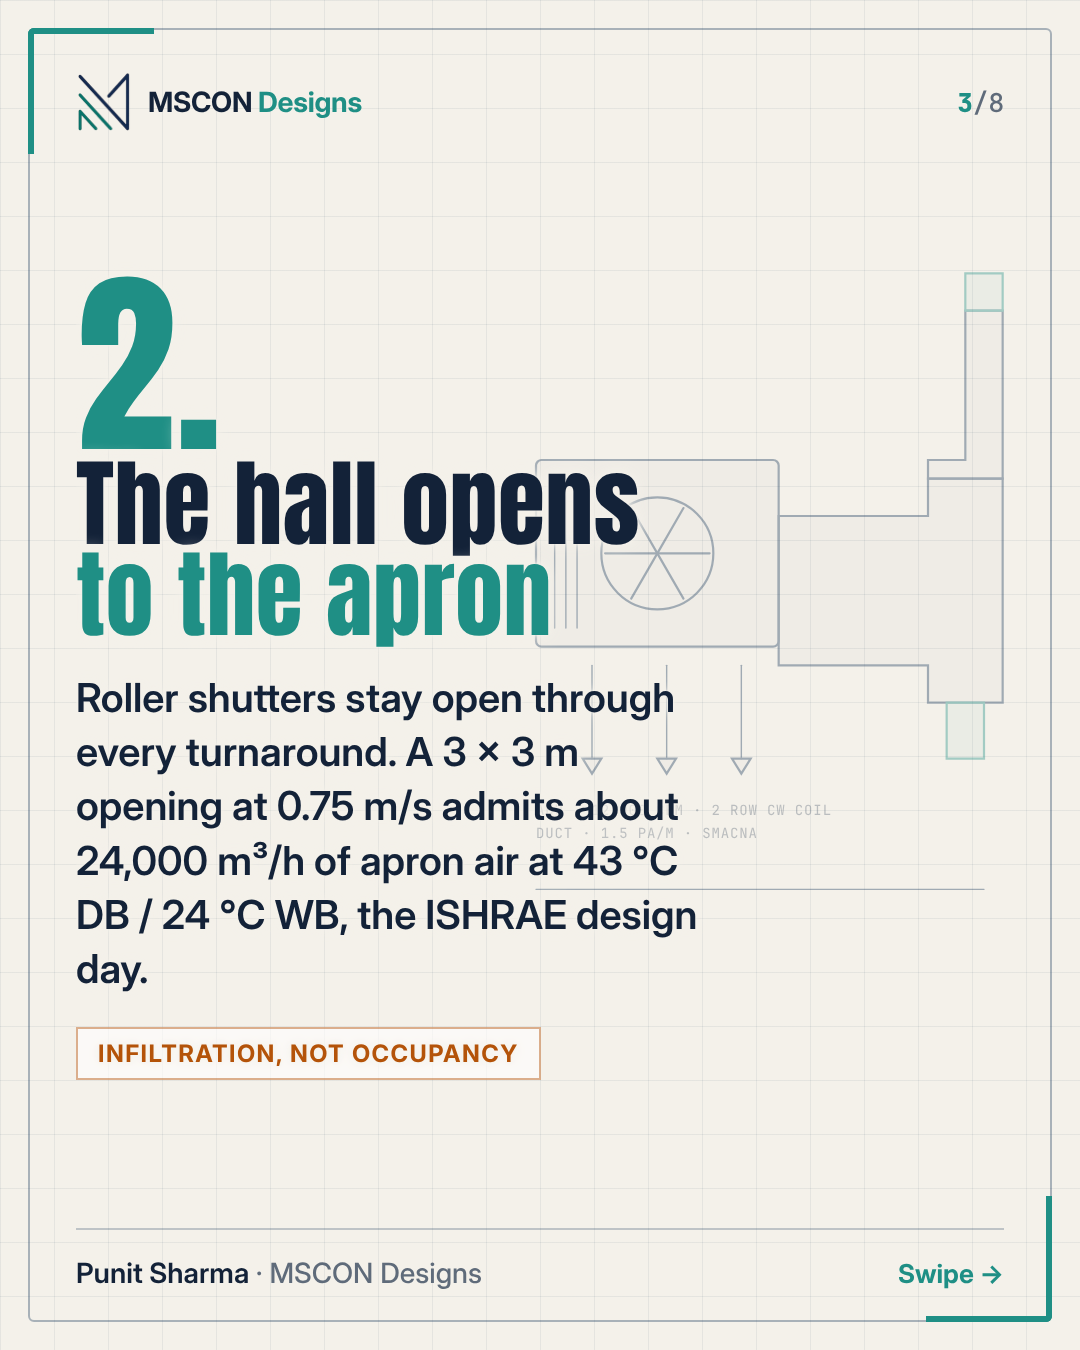 MSCON Designs
3/8
2.
The hall opens
to the apron
Roller shutters stay open through
every turnaround. A 3 × 3 m
opening at 0.75 m/s admits about
24,000 m³/h of apron air at 43 °C
DB / 24 °C WB, the ISHRAE design
day.
M · 2 ROW CW COIL
DUCT · 1.5 PA/M · SMACNA
INFILTRATION, NOT OCCUPANCY
Punit Sharma · MSCON Designs
Swipe →